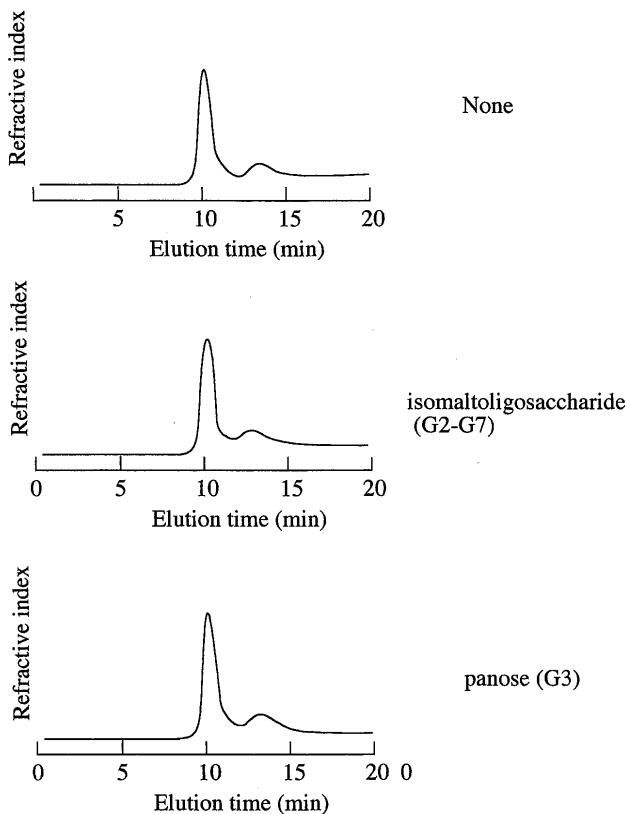 Refractive index
None
5 10 15 20
Elution time (min)
Refractive index
isomaltoligosaccharide
(G2-G7)
0 5 10 15 20
Elution time (min)
Refractive index
panose (G3)
0 5 10 15 20 0
Elution time (min)